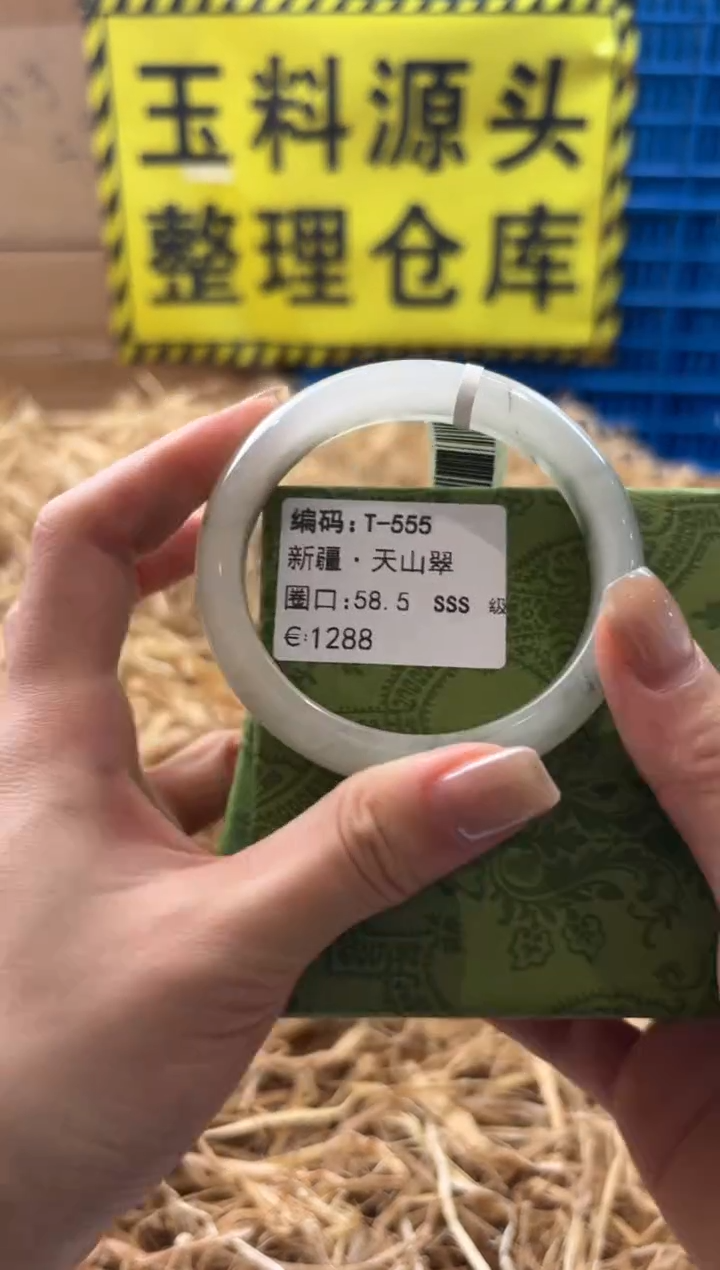 玉料源头
整理仓库
编码:T-555
新疆·天山翠
圈口:58.5 SSS 级
€:1288